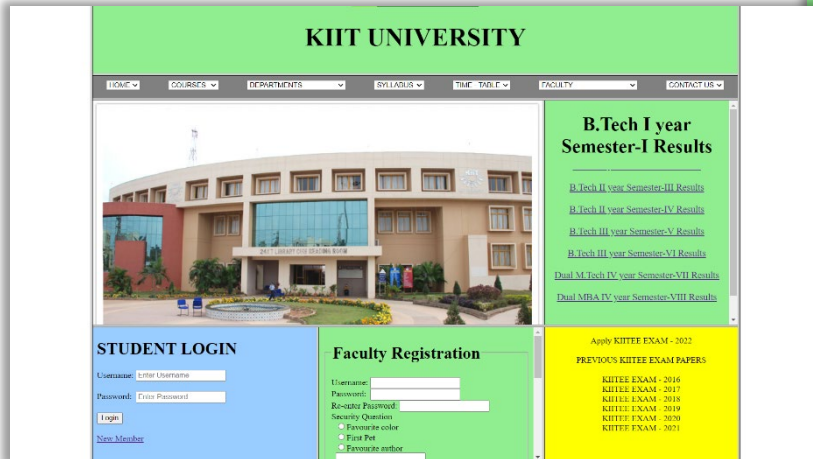 KIIT UNIVERSITY
HOME COURSES DEPARTMENTS SYLLABUS TIME - TABLE FACULTY CONTACT US
B.Tech I year
Semester-I Results
B.Tech II year Semester-III Results
B.Tech II year Semester-IV Results
B.Tech III year Semester-V Results
B.Tech III year Semester-VI Results
Dual M.Tech IV year Semester-VII Results
Dual MBA IV year Semester-VIII Results
STUDENT LOGIN
Username: Enter Username
Password: Enter Password
Login
New Member
Faculty Registration
Username:
Password:
Re-enter Password:
Security Question
Favourite color
First Pet
Favourite author
Apply KIITEE EXAM - 2022
PREVIOUS KIITEE EXAM PAPERS
KIITEE EXAM - 2016
KIITEE EXAM - 2017
KIITEE EXAM - 2018
KIITEE EXAM - 2019
KIITEE EXAM - 2020
KIITEE EXAM - 2021